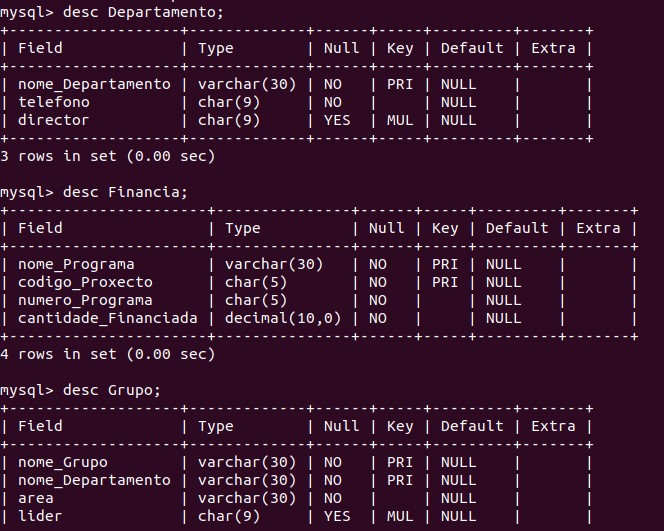 mysql> desc Departamento;
+-------------------+-------------+------+-----+---------+-------+
| Field             | Type        | Null | Key | Default | Extra |
+-------------------+-------------+------+-----+---------+-------+
| nome_Departamento | varchar(30) | NO   | PRI | NULL    |       |
| telefono          | char(9)     | NO   |     | NULL    |       |
| director          | char(9)     | YES  | MUL | NULL    |       |
+-------------------+-------------+------+-----+---------+-------+
3 rows in set (0.00 sec)
mysql> desc Financia;
+----------------------+---------------+------+-----+---------+-------+
| Field                | Type          | Null | Key | Default | Extra |
+----------------------+---------------+------+-----+---------+-------+
| nome_Programa        | varchar(30)   | NO   | PRI | NULL    |       |
| codigo_Proxecto      | char(5)       | NO   | PRI | NULL    |       |
| numero_Programa      | char(5)       | NO   |     | NULL    |       |
| cantidade_Financiada | decimal(10,0) | NO   |     | NULL    |       |
+----------------------+---------------+------+-----+---------+-------+
4 rows in set (0.00 sec)
mysql> desc Grupo;
+-------------------+-------------+------+-----+---------+-------+
| Field             | Type        | Null | Key | Default | Extra |
+-------------------+-------------+------+-----+---------+-------+
| nome_Grupo        | varchar(30) | NO   | PRI | NULL    |       |
| nome_Departamento | varchar(30) | NO   | PRI | NULL    |       |
| area              | varchar(30) | NO   |     | NULL    |       |
| lider             | char(9)     | YES  | MUL | NULL    |       |